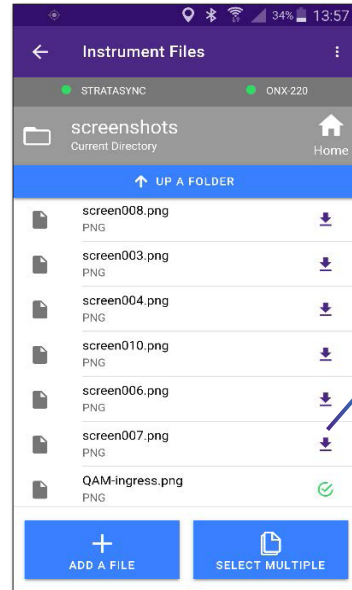 34% 13:57
Instrument Files
STRATASYNC ONX-220
screenshots
Current Directory
Home
UP A FOLDER
screen008.png
PNG
screen003.png
PNG
screen004.png
PNG
screen010.png
PNG
screen006.png
PNG
screen007.png
PNG
QAM-ingress.png
PNG
ADD A FILE SELECT MULTIPLE